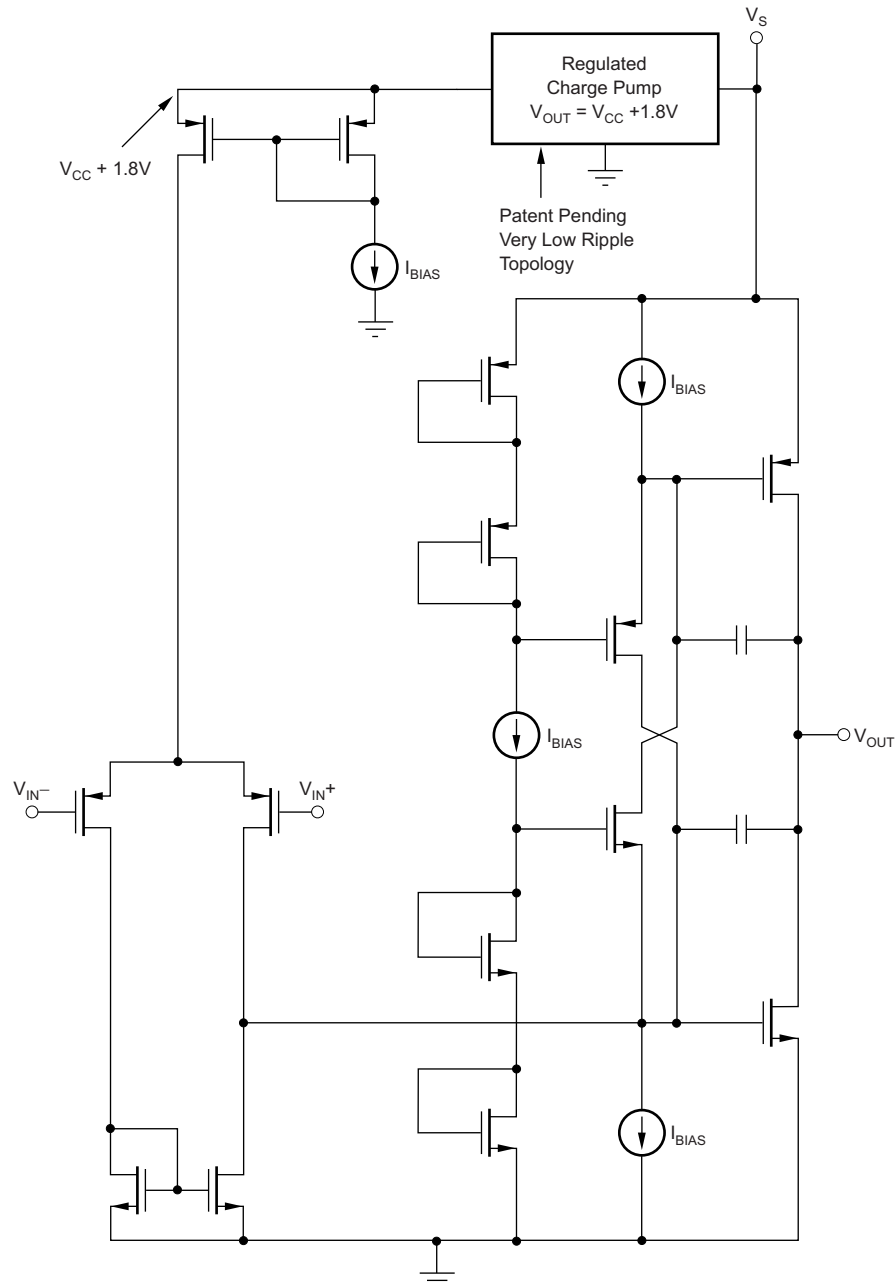 V_S
Regulated
Charge Pump
V_OUT = V_CC +1.8V
V_CC + 1.8V
Patent Pending
Very Low Ripple
Topology
I_BIAS
I_BIAS
I_BIAS
V_OUT
V_IN–
V_IN+
I_BIAS